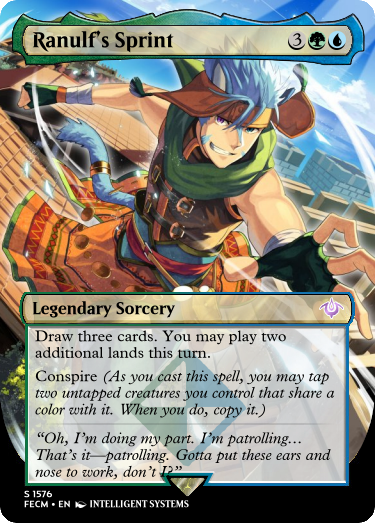 Ranulf's Sprint 3
Legendary Sorcery
Draw three cards. You may play two
additional lands this turn.
Conspire (As you cast this spell, you may tap
two untapped creatures you control that share a
color with it. When you do, copy it.)
“Oh, I'm doing my part. I'm patrolling…
That's it—patrolling. Gotta put these ears and
nose to work, don't I?”
S 1576
FECM • EN INTELLIGENT SYSTEMS